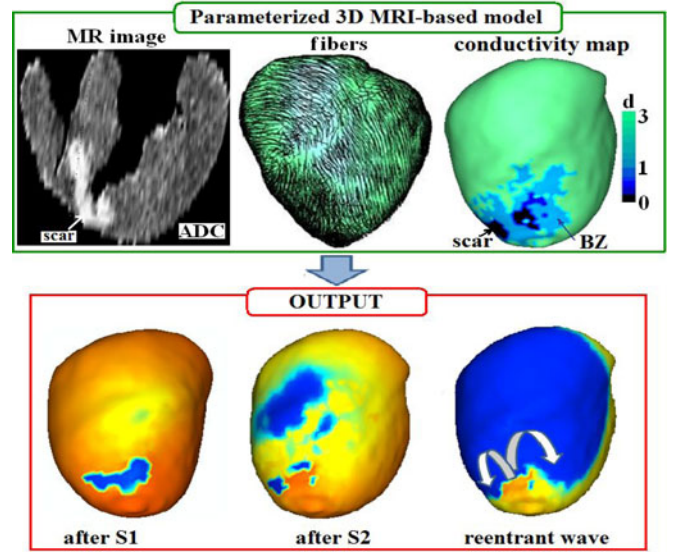 Parameterized 3D MRI-based model
MR image
fibers
conductivity map
d
3
1
0
scar
ADC
scar
BZ
OUTPUT
after S1
after S2
reentrant wave